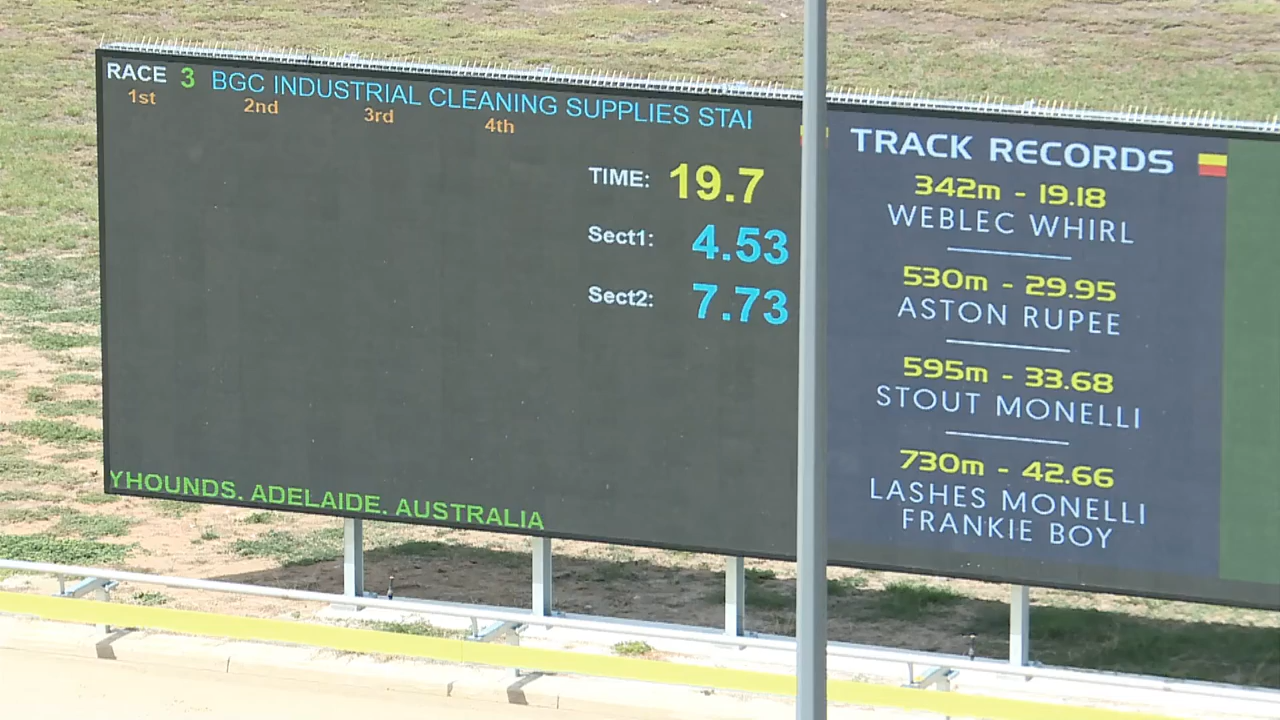 RACE 3 BGC INDUSTRIAL CLEANING SUPPLIES STAI
1st 2nd 3rd 4th
TIME: 19.7
Sect1: 4.53
Sect2: 7.73
YHOUNDS. ADELAIDE. AUSTRALIA
TRACK RECORDS
342m - 19.18
WEBLEC WHIRL
530m - 29.95
ASTON RUPEE
595m - 33.68
STOUT MONELLI
730m - 42.66
LASHES MONELLI
FRANKIE BOY